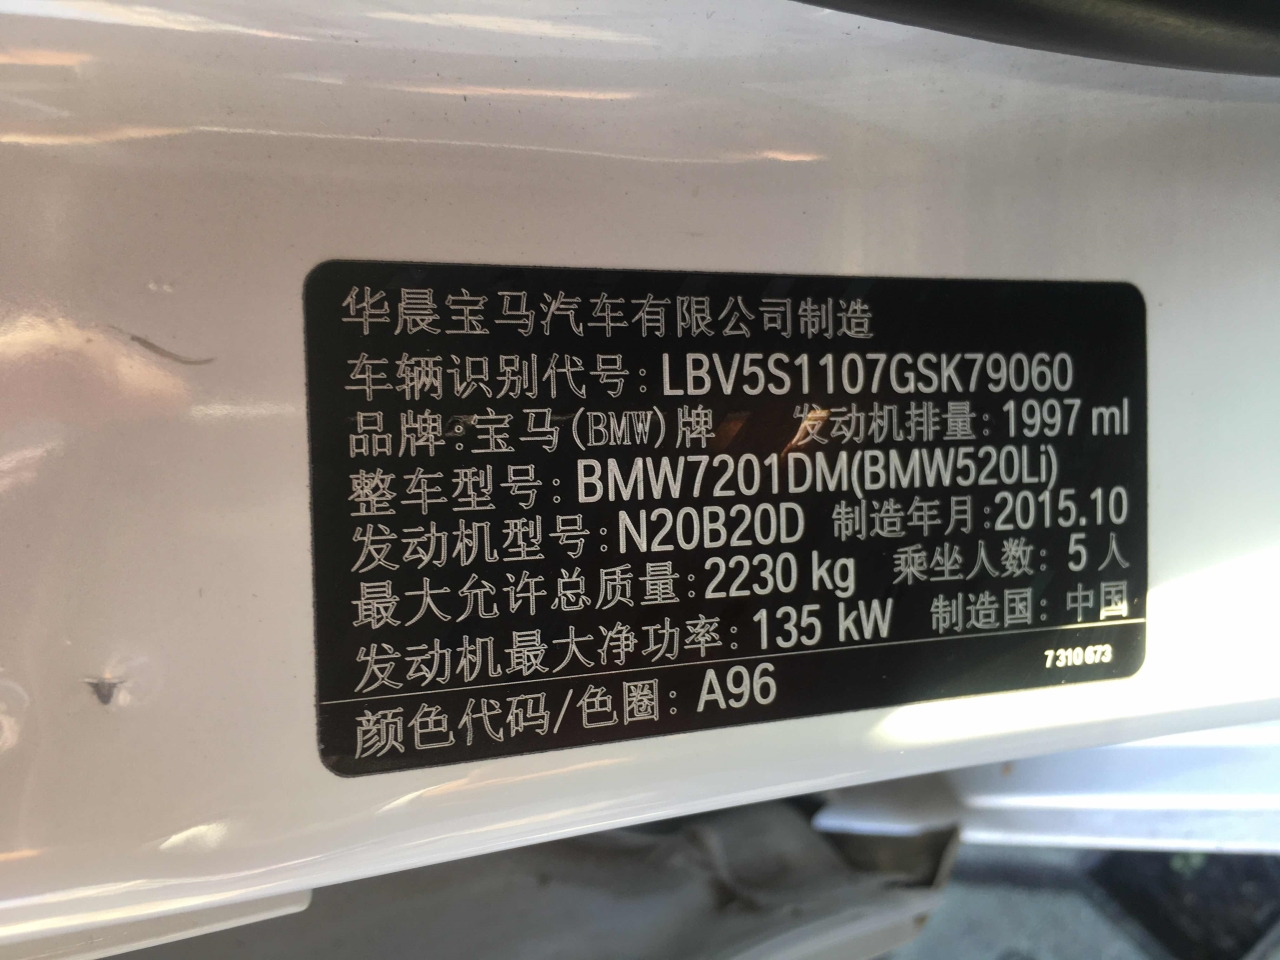 华晨宝马汽车有限公司制造
车辆识别代号: LBV5S1107GSK79060
品牌:宝马(BMW)牌 发动机排量: 1997 ml
整车型号: BMW7201DM(BMW520Li)
发动机型号: N20B20D 制造年月:2015.10
最大允许总质量: 2230 kg 乘坐人数: 5 人
发动机最大净功率: 135 kW 制造国: 中国
7310673
颜色代码/色圈: A96